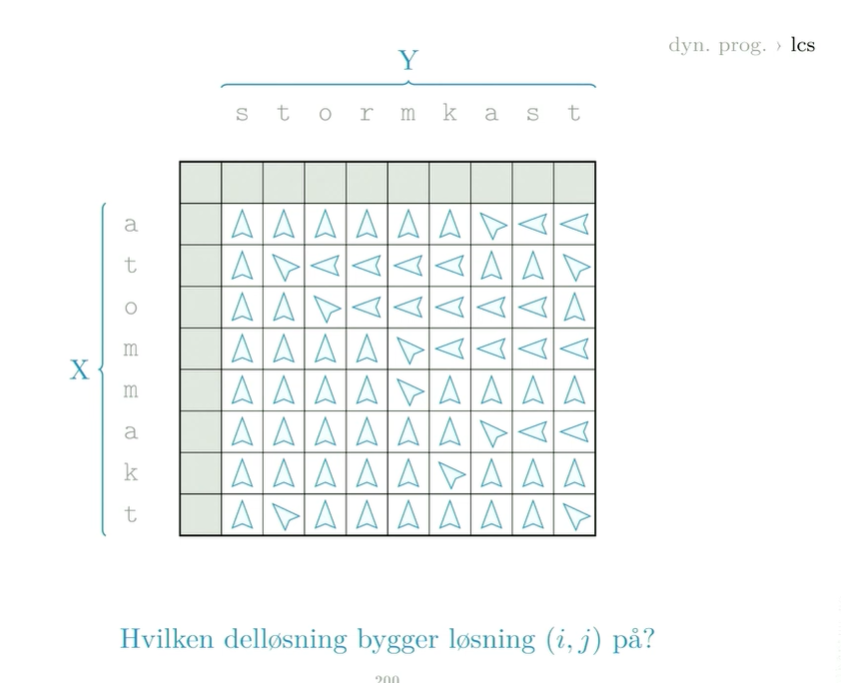 dyn. prog. › lcs
Y
s t o r m k a s t
a
t
o
m
X
m
a
k
t
Hvilken delløsning bygger løsning (i, j) på?
200